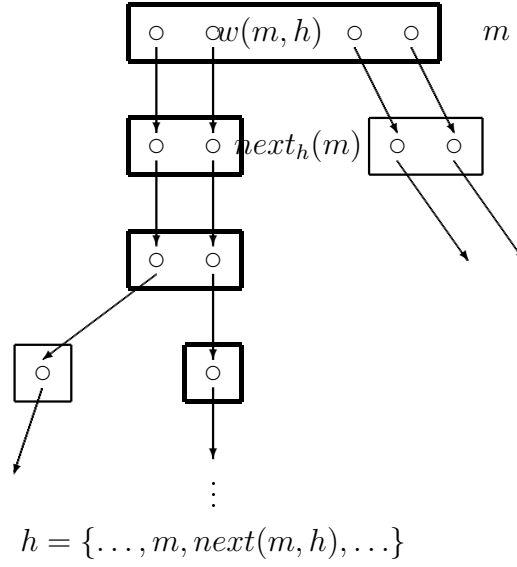 w(m, h) m
next_h(m)
⋮
h = {..., m, next(m, h), ...}